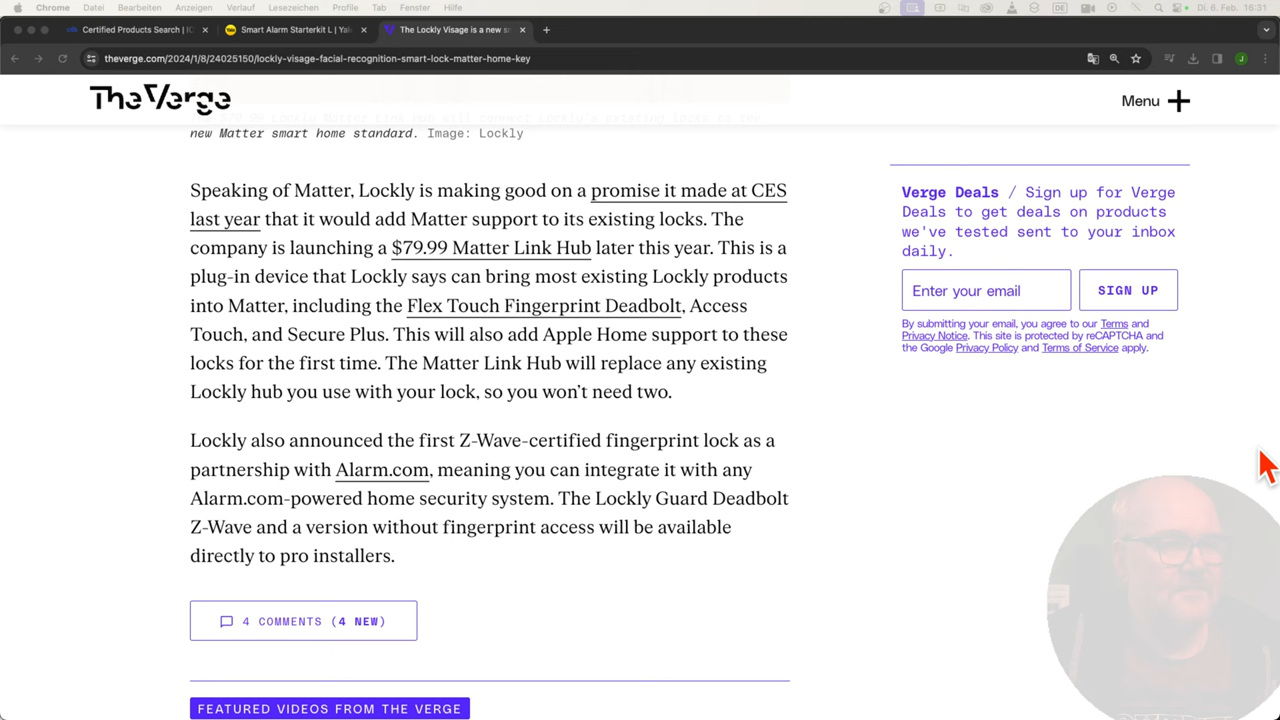 Chrome Datei Bearbeiten Anzeigen Verlauf Lesezeichen Profile Tab Fenster Hilfe
DE
Di. 6. Feb. 16:31
Certified Products Search |
Smart Alarm Starterkit L | Yal
The Lockly Visage is a new s
theverge.com/2024/1/8/24025150/lockly-visage-facial-recognition-smart-lock-matter-home-key
J
The Verge
Menu
new Matter smart home standard. Image: Lockly
Speaking of Matter, Lockly is making good on a promise it made at CES
last year that it would add Matter support to its existing locks. The
company is launching a $79.99 Matter Link Hub later this year. This is a
plug-in device that Lockly says can bring most existing Lockly products
into Matter, including the Flex Touch Fingerprint Deadbolt, Access
Touch, and Secure Plus. This will also add Apple Home support to these
locks for the first time. The Matter Link Hub will replace any existing
Lockly hub you use with your lock, so you won’t need two.
Lockly also announced the first Z-Wave-certified fingerprint lock as a
partnership with Alarm.com, meaning you can integrate it with any
Alarm.com-powered home security system. The Lockly Guard Deadbolt
Z-Wave and a version without fingerprint access will be available
directly to pro installers.
4 COMMENTS (4 NEW)
FEATURED VIDEOS FROM THE VERGE
Verge Deals / Sign up for Verge
Deals to get deals on products
we've tested sent to your inbox
daily.
Enter your email
SIGN UP
By submitting your email, you agree to our Terms and
Privacy Notice. This site is protected by reCAPTCHA and
the Google Privacy Policy and Terms of Service apply.